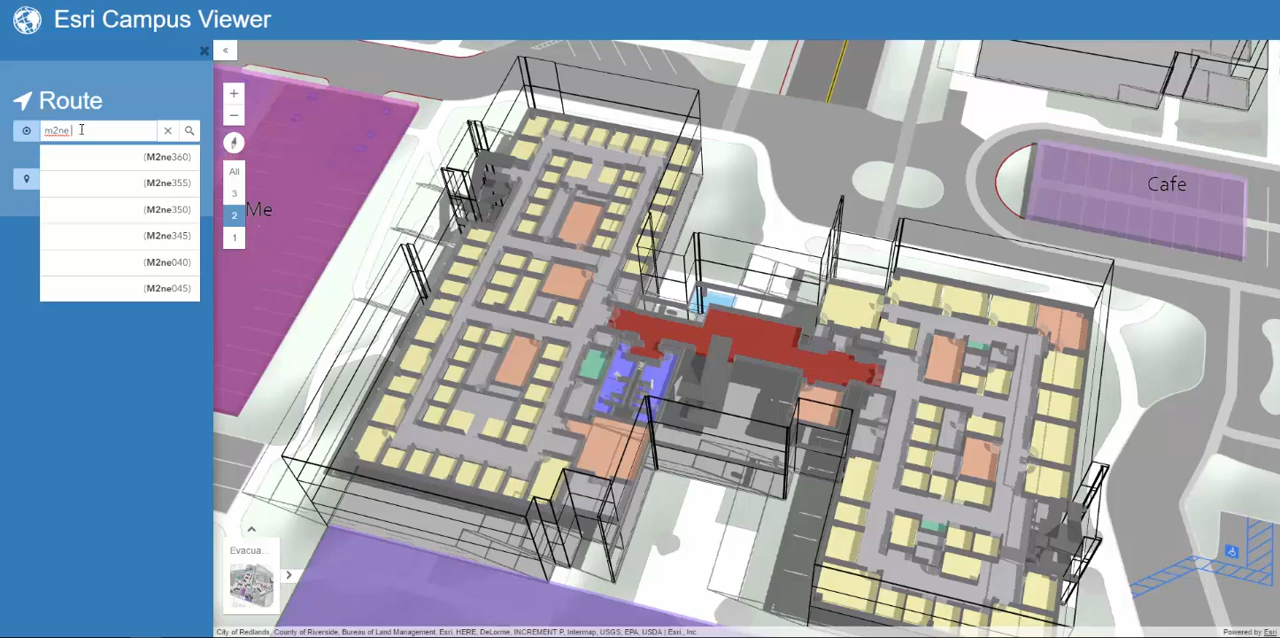 Esri Campus Viewer
Route
m2ne
(M2ne360
(M2ne355
(M2ne350
(M2ne345
(M2ne040
(M2ne045
All
3
2
1
Me
Cafe
Evacua...
City of Redlands, County of Riverside, Bureau of Land Management, Esri, HERE, DeLorme, INCREMENT P, Intermap, USGS, EPA, USDA | Esri., Inc.
Powered by Esri